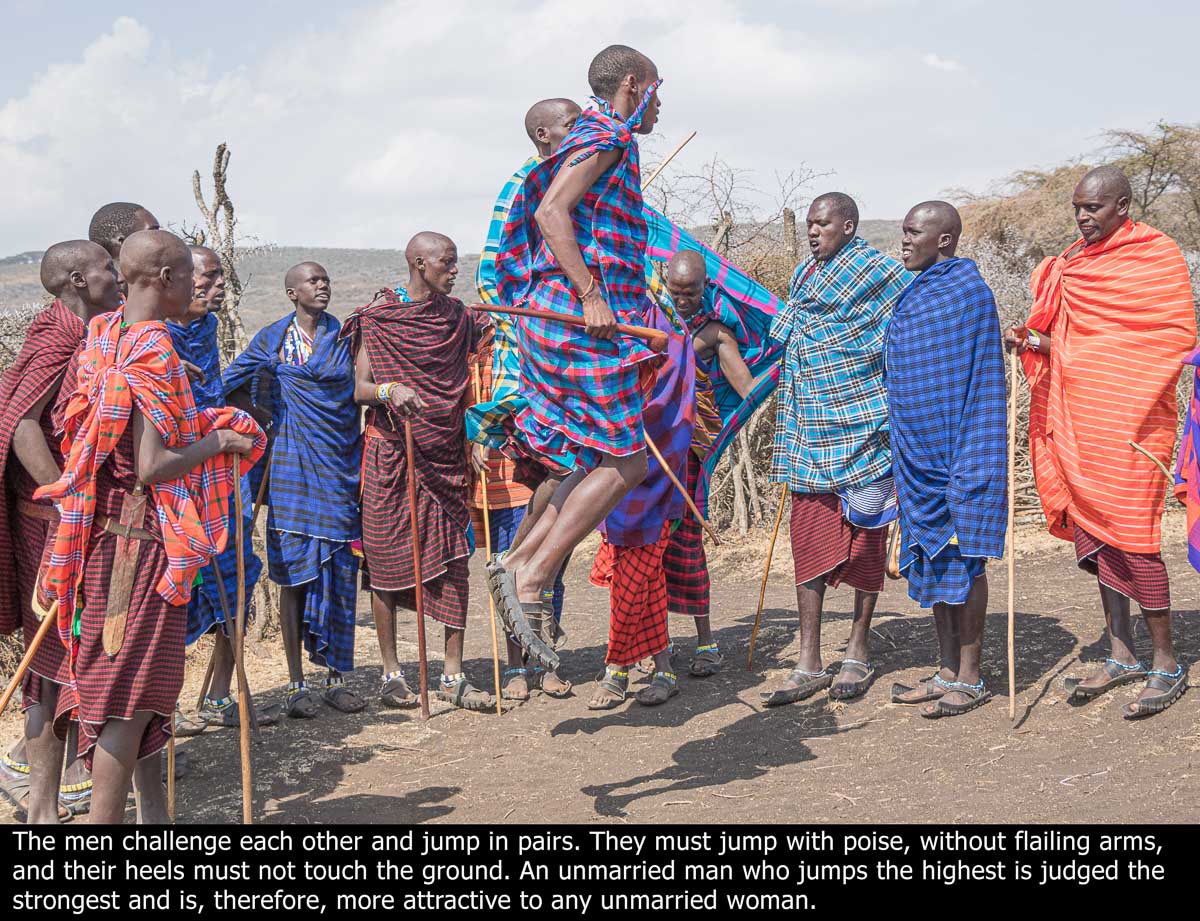 The men challenge each other and jump in pairs. They must jump with poise, without flailing arms,
and their heels must not touch the ground. An unmarried man who jumps the highest is judged the
strongest and is, therefore, more attractive to any unmarried woman.